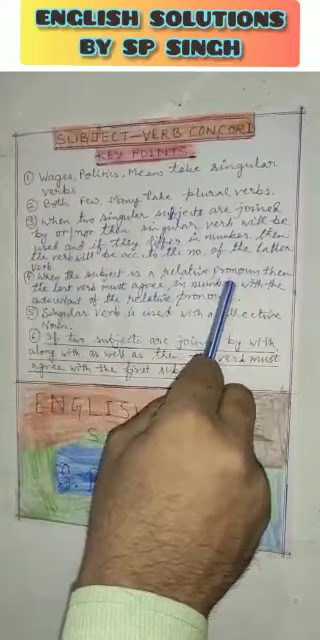 ENGLISH SOLUTIONS
BY SP SINGH
SUBJECT-VERB CONCORD
KEY POINTS
① Wages, Politics, Means take singular
verbs
② Both Few, Many take plural verbs.
③ When two singular subjects are joined
by or/nor then singular verb will be
used and if they differ in number then
the verb will be acc. to the no. of the latter
verb
④ When the subject is a relative pronoun then
the last verb must agree in number with the
of the relative pronoun.
⑤ Singular verb is used with a
Noun.
⑥ If two subjects are joined by with
along with as well as then verb must
agree with the first
ENGLISH
S